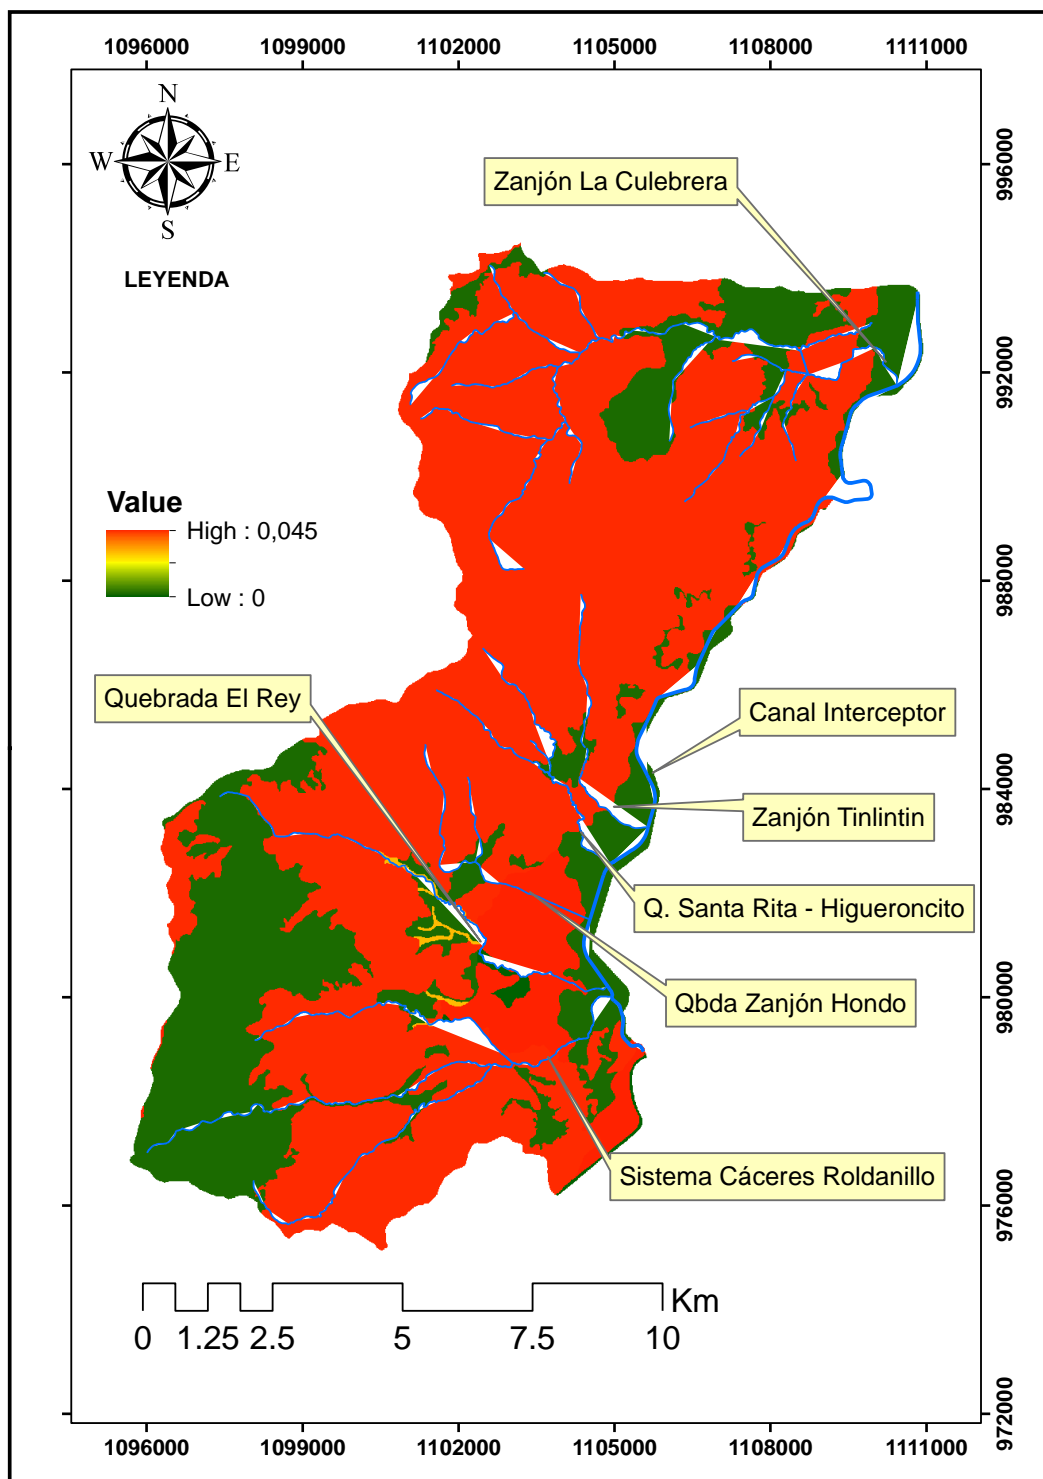 1096000 1099000 1102000 1105000 1108000 1111000
N
W E
S
LEYENDA
Zanjón La Culebrera
996000
992000
Value
High : 0,045
Low : 0
988000
Quebrada El Rey
Canal Interceptor
984000
Zanjón Tinlintin
Q. Santa Rita - Higueroncito
Qbda Zanjón Hondo
980000
Sistema Cáceres Roldanillo
976000
Km
0 1.25 2.5 5 7.5 10
972000
1096000 1099000 1102000 1105000 1108000 1111000